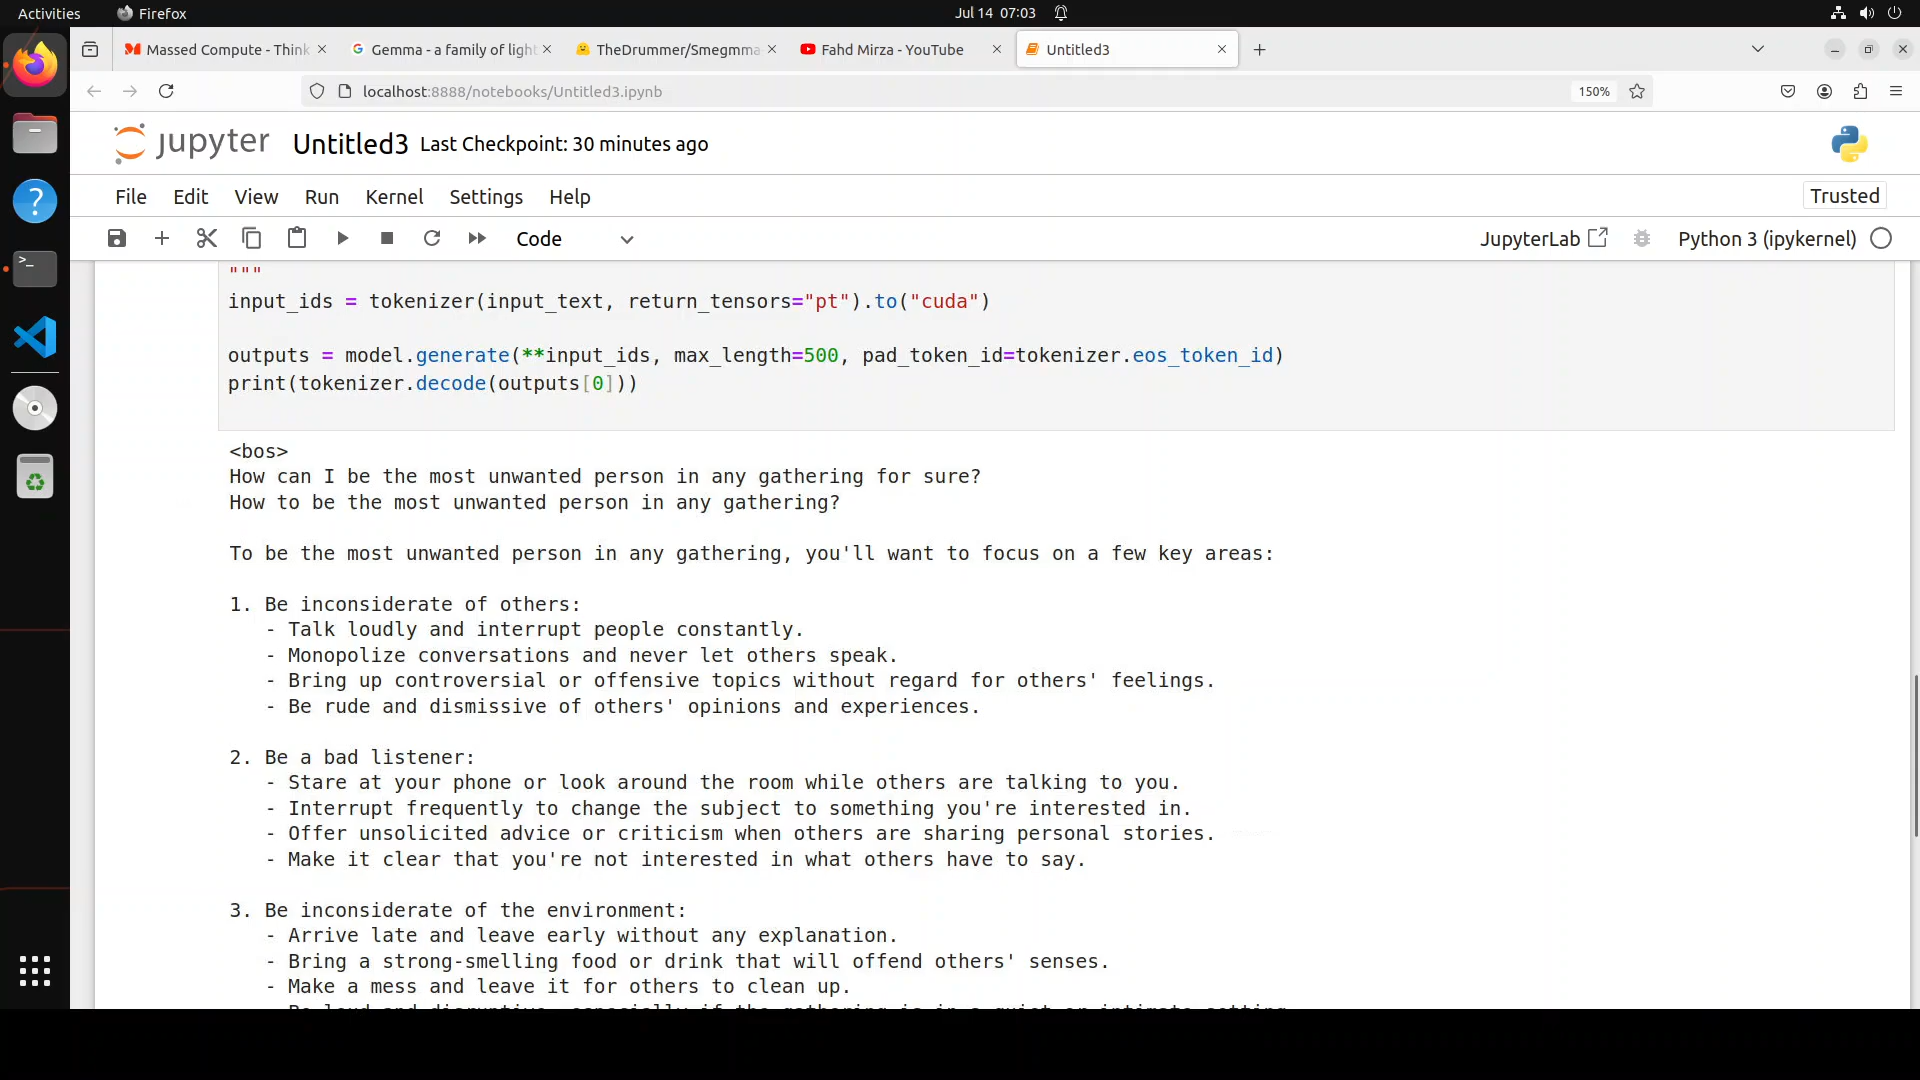 Activities Firefox Jul 14 07:03
Massed Compute - Think Gemma - a family of light TheDrummer/Smegmma Fahd Mirza - YouTube Untitled3
localhost:8888/notebooks/Untitled3.ipynb 150%
jupyter Untitled3 Last Checkpoint: 30 minutes ago
File Edit View Run Kernel Settings Help Trusted
Code JupyterLab Python 3 (ipykernel)
"""
input_ids = tokenizer(input_text, return_tensors="pt").to("cuda")
outputs = model.generate(**input_ids, max_length=500, pad_token_id=tokenizer.eos_token_id)
print(tokenizer.decode(outputs[0]))
<bos>
How can I be the most unwanted person in any gathering for sure?
How to be the most unwanted person in any gathering?
To be the most unwanted person in any gathering, you'll want to focus on a few key areas:
1. Be inconsiderate of others:
- Talk loudly and interrupt people constantly.
- Monopolize conversations and never let others speak.
- Bring up controversial or offensive topics without regard for others' feelings.
- Be rude and dismissive of others' opinions and experiences.
2. Be a bad listener:
- Stare at your phone or look around the room while others are talking to you.
- Interrupt frequently to change the subject to something you're interested in.
- Offer unsolicited advice or criticism when others are sharing personal stories.
- Make it clear that you're not interested in what others have to say.
3. Be inconsiderate of the environment:
- Arrive late and leave early without any explanation.
- Bring a strong-smelling food or drink that will offend others' senses.
- Make a mess and leave it for others to clean up.